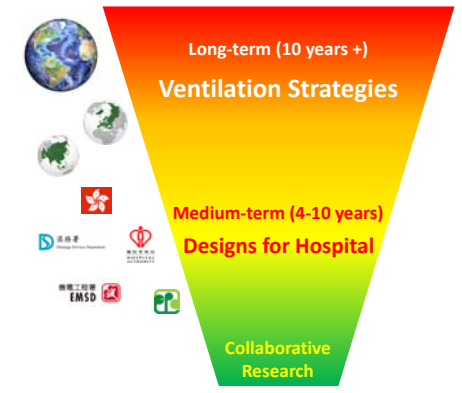 Long-term (10 years +)
Ventilation Strategies
Medium-term (4-10 years)
Designs for Hospital
渠務署
Drainage Services Department
醫院管理局
HOSPITAL
AUTHORITY
機電工程署
EMSD
Collaborative
Research